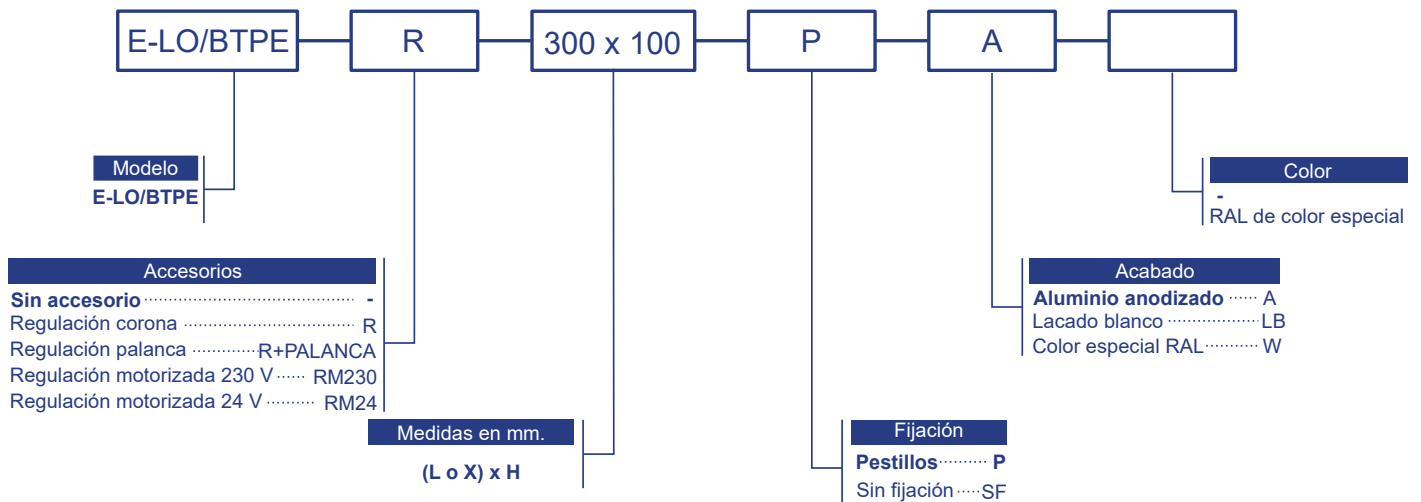 E-LO/BTPE R 300 x 100 P A
Modelo
E-LO/BTPE
Color
-
RAL de color especial
Accesorios
Sin accesorio -
Regulación corona R
Regulación palanca R+PALANCA
Regulación motorizada 230 V RM230
Regulación motorizada 24 V RM24
Acabado
Aluminio anodizado A
Lacado blanco LB
Color especial RAL W
Medidas en mm.
(L o X) x H
Fijación
Pestillos P
Sin fijación SF